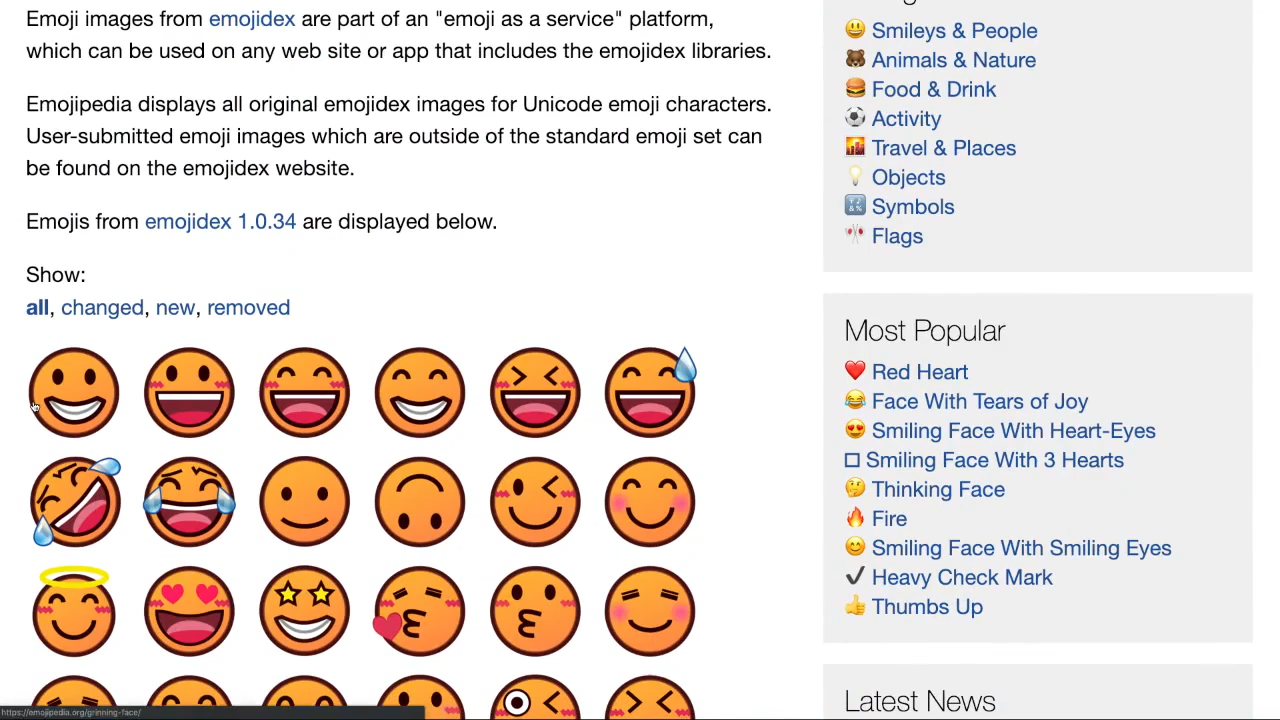 Emoji images from emojidex are part of an "emoji as a service" platform,
which can be used on any web site or app that includes the emojidex libraries.
Emojipedia displays all original emojidex images for Unicode emoji characters.
User-submitted emoji images which are outside of the standard emoji set can
be found on the emojidex website.
Emojis from emojidex 1.0.34 are displayed below.
Show:
all, changed, new, removed
Smileys & People
Animals & Nature
Food & Drink
Activity
Travel & Places
Objects
Symbols
Flags
Most Popular
Red Heart
Face With Tears of Joy
Smiling Face With Heart-Eyes
Smiling Face With 3 Hearts
Thinking Face
Fire
Smiling Face With Smiling Eyes
Heavy Check Mark
Thumbs Up
Latest News
https://emojipedia.org/grinning-face/